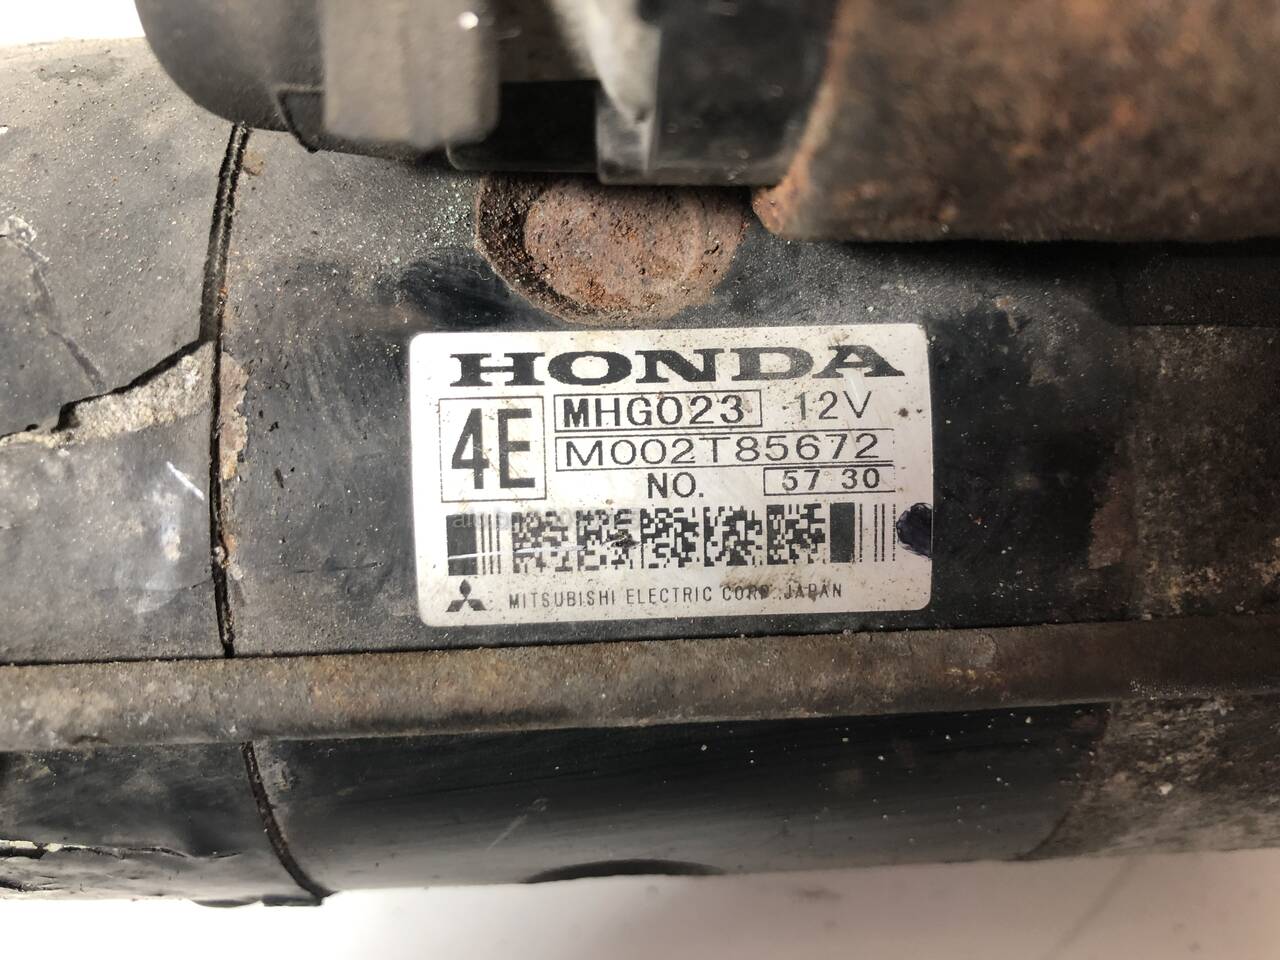 HONDA
4E
MHG023 12V
M002T85672
NO. 57 30
MITSUBISHI ELECTRIC CORP. JAPAN